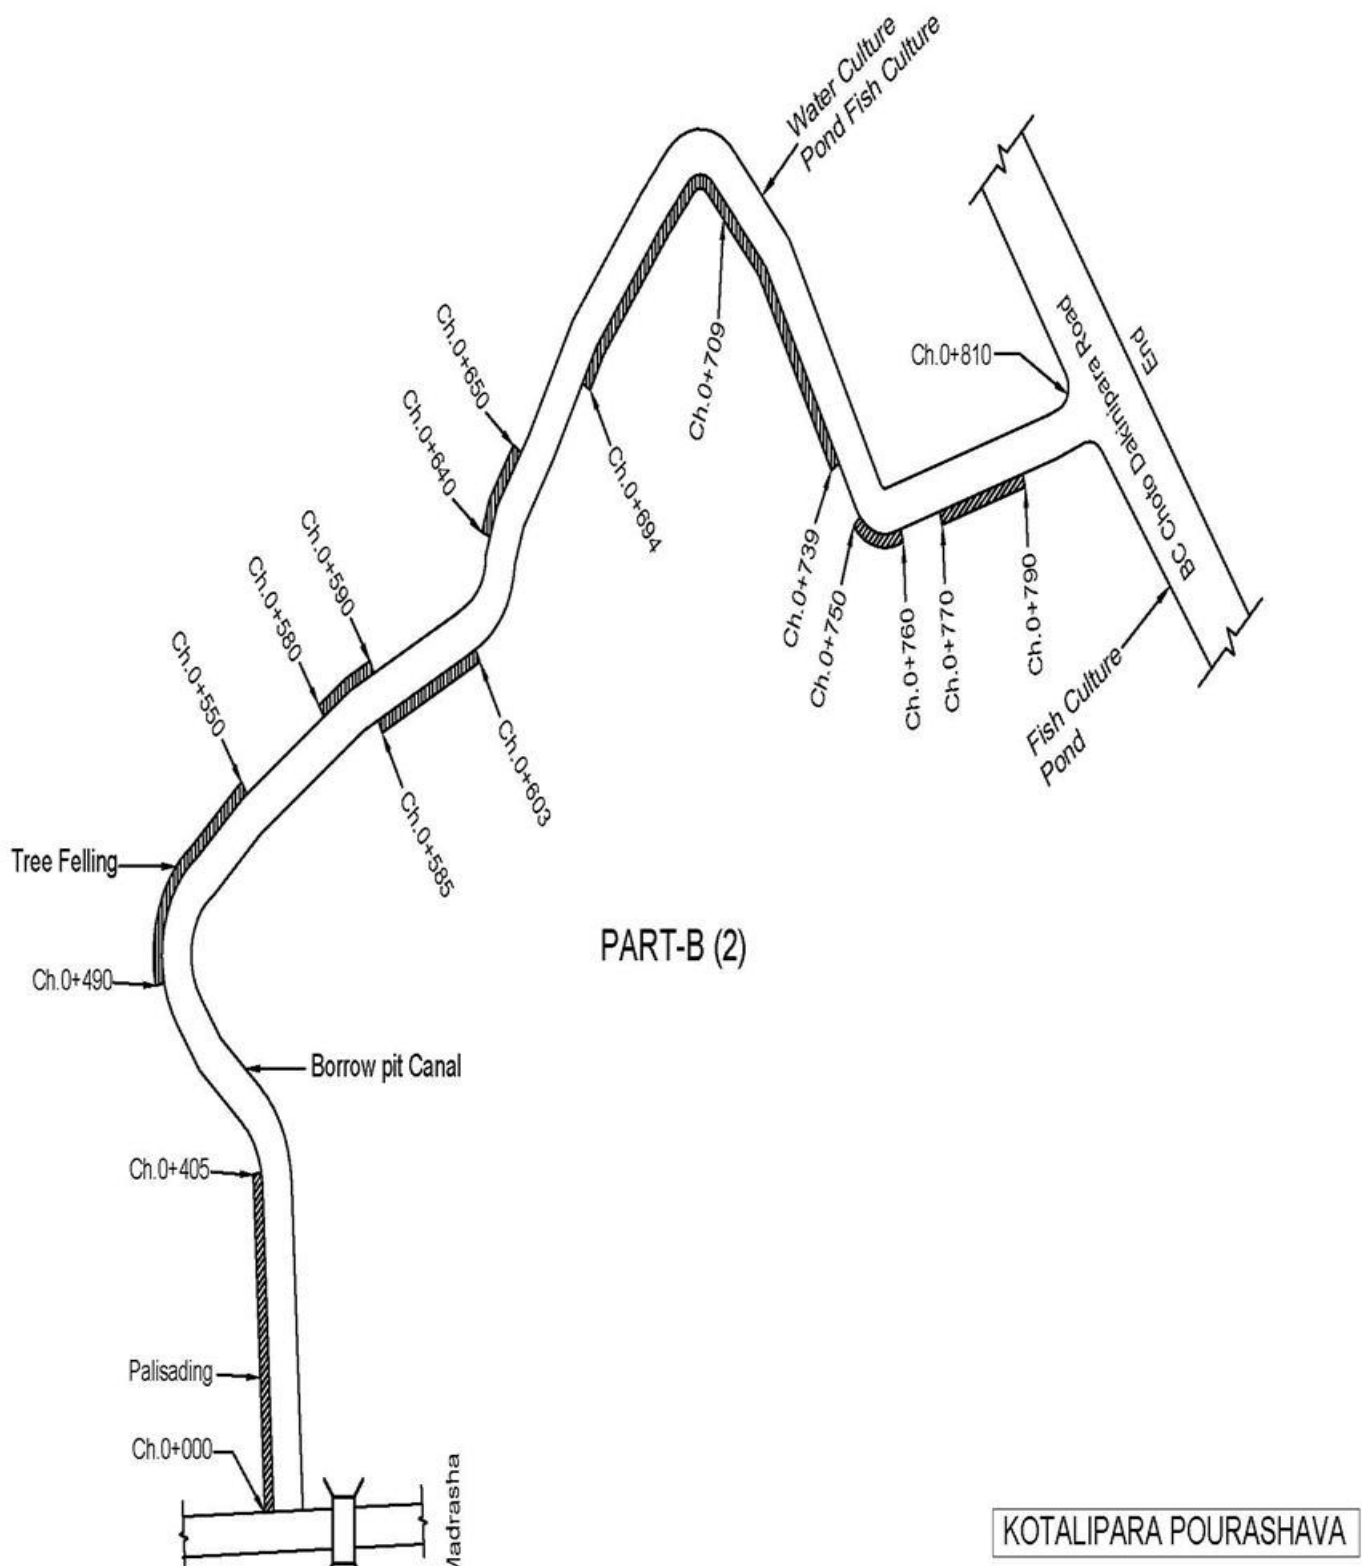 Water Culture
Pond Fish Culture
Ch.0+650
Ch.0+640
Ch.0+709
Ch.0+694
Ch.0+810
BC Choto Dakinipara Road
End
Ch.0+590
Ch.0+580
Ch.0+550
Ch.0+739
Ch.0+750
Ch.0+760
Ch.0+770
Ch.0+790
Fish Culture
Pond
Ch.0+603
Ch.0+585
Tree Felling
PART-B (2)
Ch.0+490
Borrow pit Canal
Ch.0+405
Palisading
Ch.0+000
Madrasha
KOTALIPARA POURASHAVA